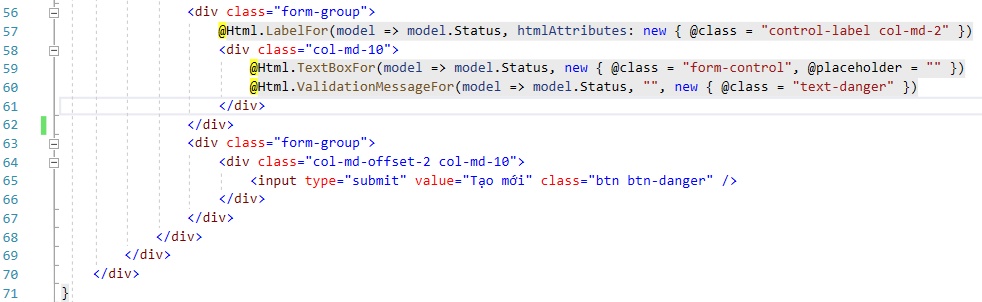 56 <div class="form-group">
57 @Html.LabelFor(model => model.Status, htmlAttributes: new { @class = "control-label col-md-2" })
58 <div class="col-md-10">
59 @Html.TextBoxFor(model => model.Status, new { @class = "form-control", @placeholder = "" })
60 @Html.ValidationMessageFor(model => model.Status, "", new { @class = "text-danger" })
61 </div>
62 </div>
63 <div class="form-group">
64 <div class="col-md-offset-2 col-md-10">
65 <input type="submit" value="Tạo mới" class="btn btn-danger" />
66 </div>
67 </div>
68 </div>
69 </div>
70 </div>
71 }